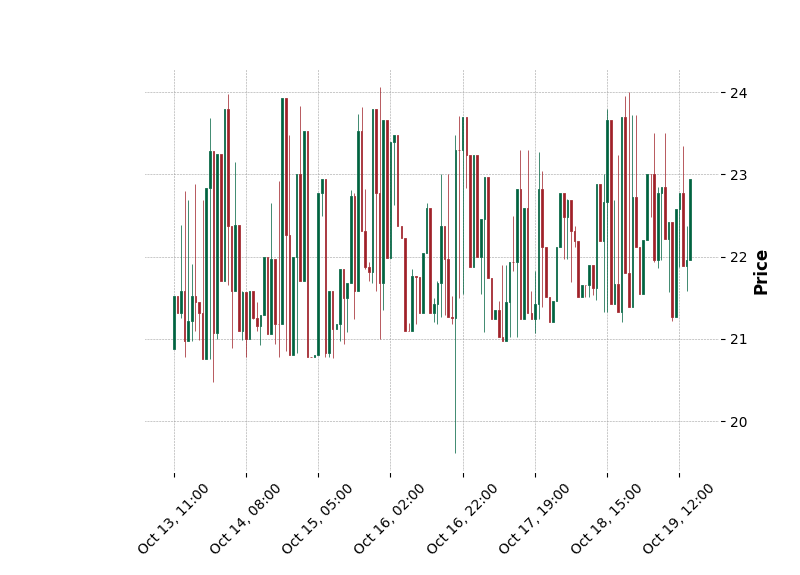 24
23
22
21
20
Price
Oct 13, 11:00
Oct 14, 08:00
Oct 15, 05:00
Oct 16, 02:00
Oct 16, 22:00
Oct 17, 19:00
Oct 18, 15:00
Oct 19, 12:00